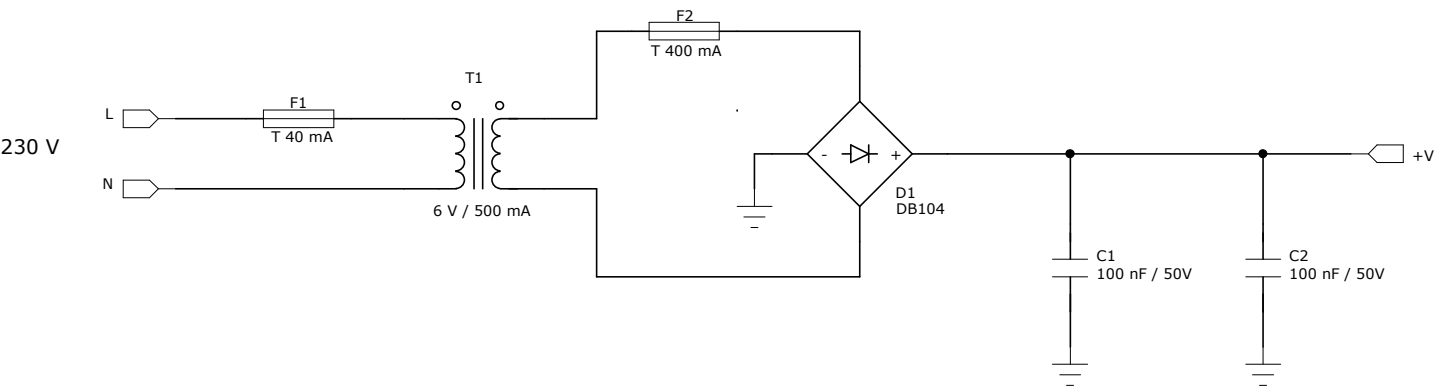 F2
T 400 mA
T1
L
F1
T 40 mA
230 V
N
6 V / 500 mA
-
+
+V
D1
DB104
C1
100 nF / 50V
C2
100 nF / 50V